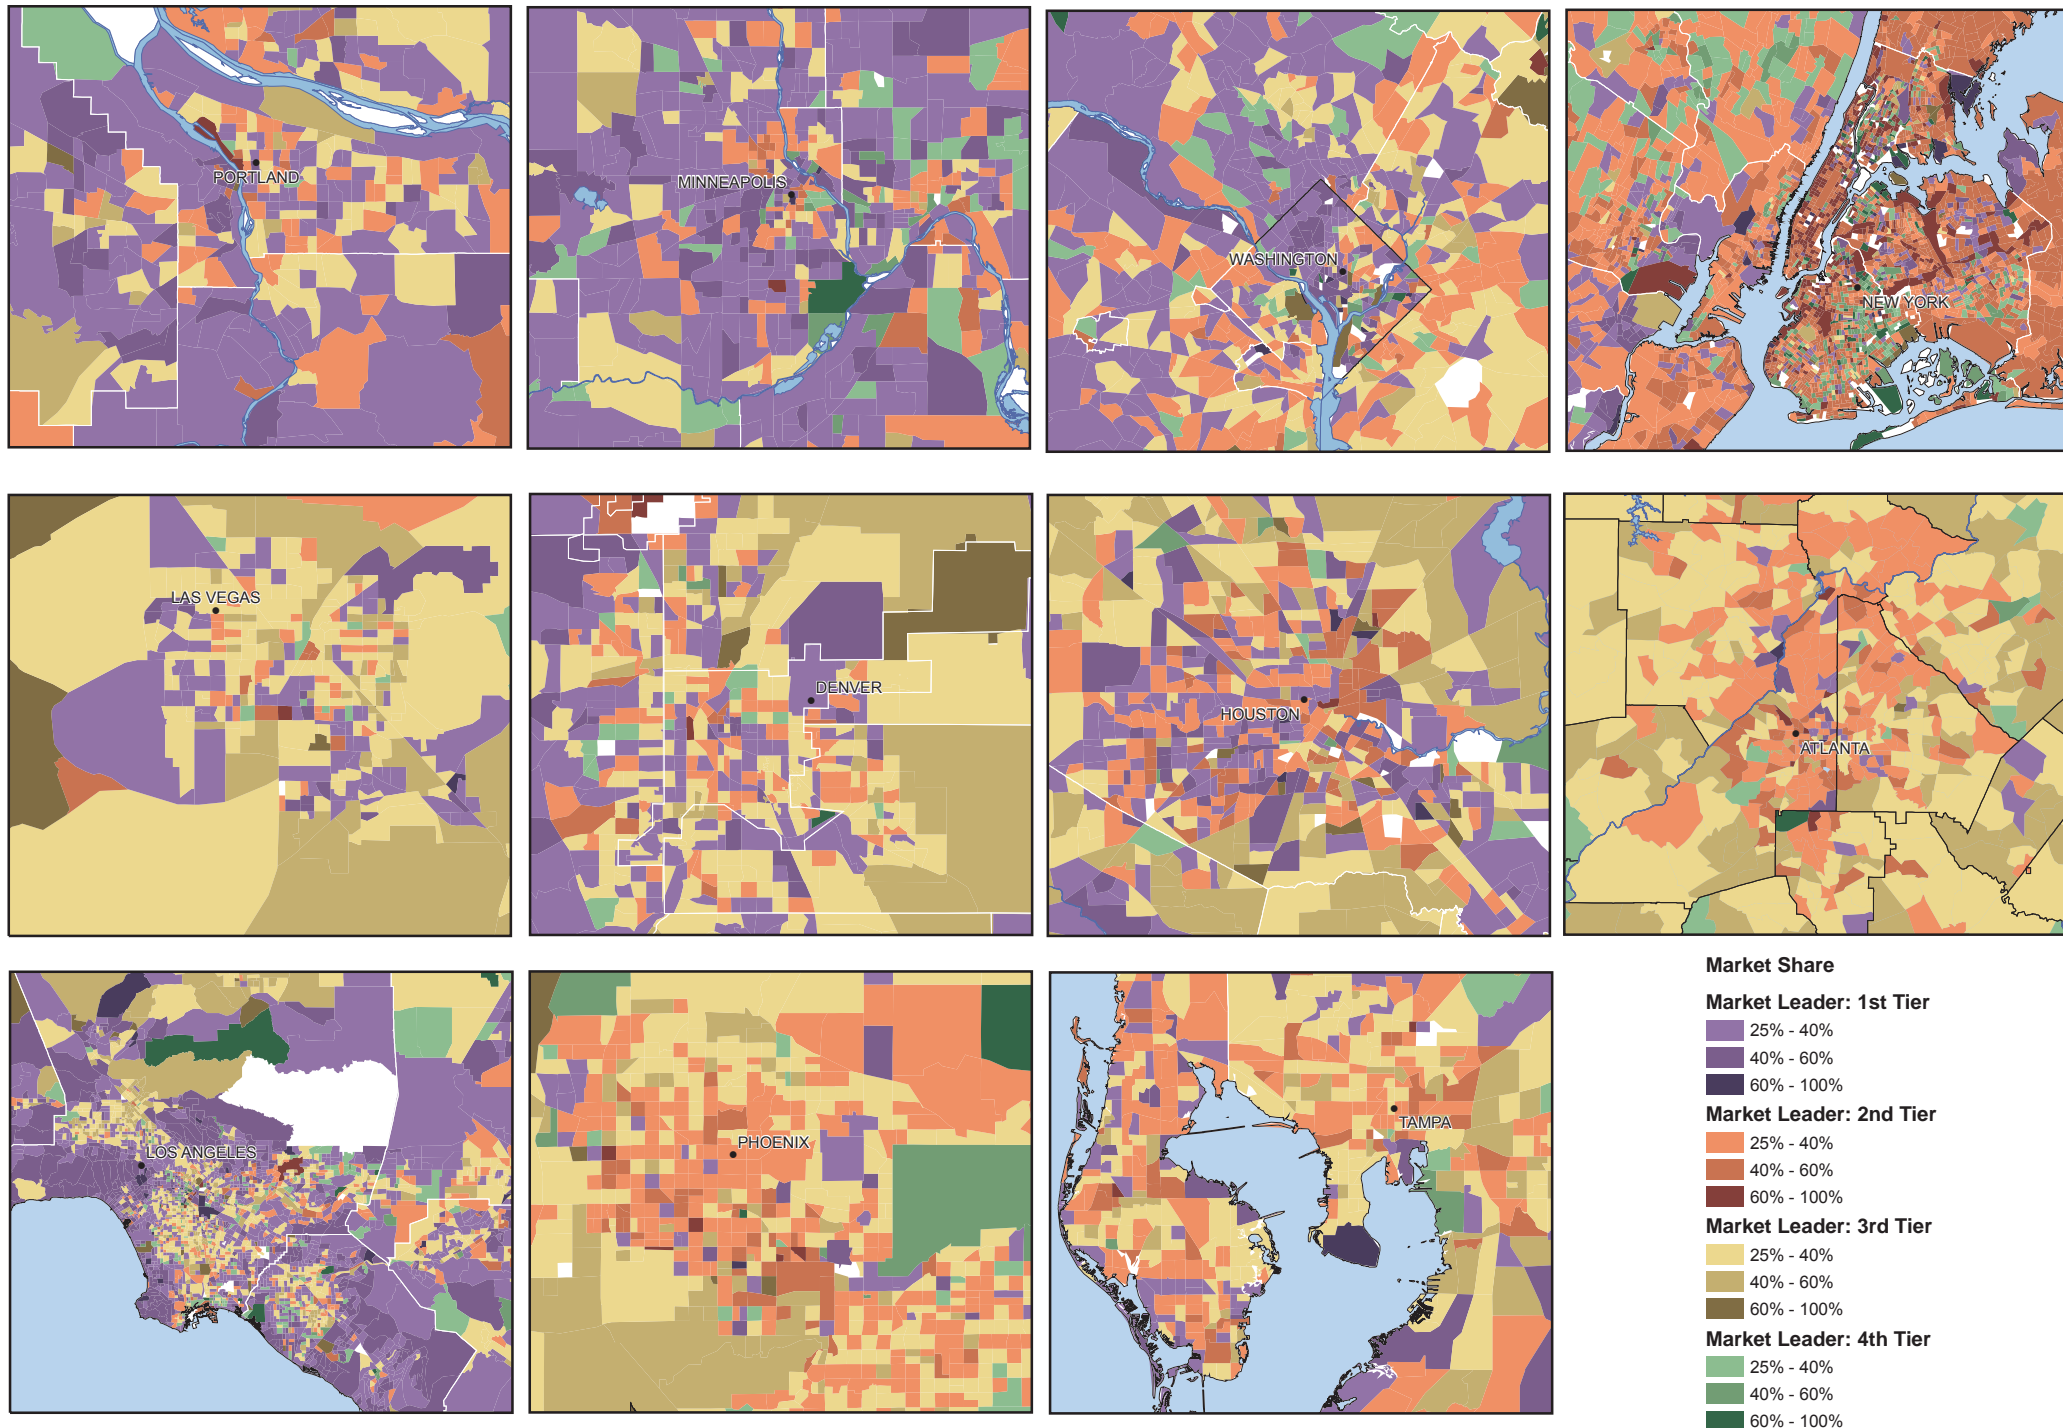 PORTLAND
MINNEAPOLIS
WASHINGTON
NEW YORK
LAS VEGAS
DENVER
HOUSTON
ATLANTA
LOS ANGELES
PHOENIX
TAMPA
Market Share
Market Leader: 1st Tier
25% - 40%
40% - 60%
60% - 100%
Market Leader: 2nd Tier
25% - 40%
40% - 60%
60% - 100%
Market Leader: 3rd Tier
25% - 40%
40% - 60%
60% - 100%
Market Leader: 4th Tier
25% - 40%
40% - 60%
60% - 100%